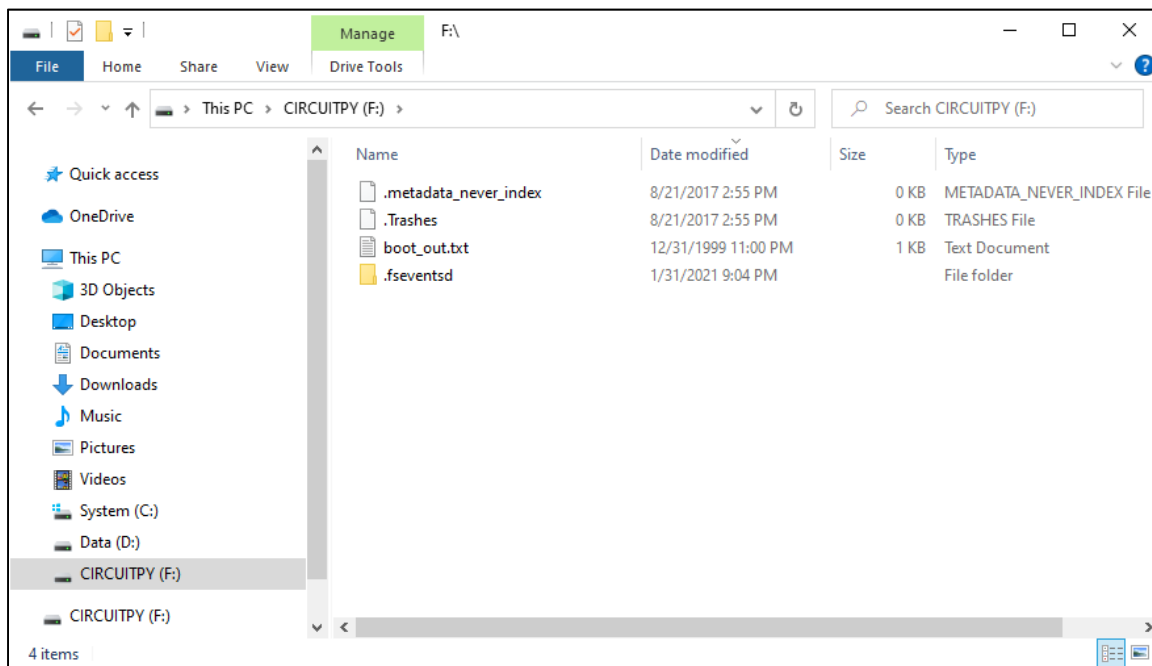 Manage F:\
File Home Share View Drive Tools
This PC > CIRCUITPY (F:) > Search CIRCUITPY (F:)
Name Date modified Size Type
.metadata_never_index 8/21/2017 2:55 PM 0 KB METADATA_NEVER_INDEX File
.Trashes 8/21/2017 2:55 PM 0 KB TRASHES File
boot_out.txt 12/31/1999 11:00 PM 1 KB Text Document
.fseventsd 1/31/2021 9:04 PM File folder
Quick access
OneDrive
This PC
3D Objects
Desktop
Documents
Downloads
Music
Pictures
Videos
System (C:)
Data (D:)
CIRCUITPY (F:)
CIRCUITPY (F:)
4 items